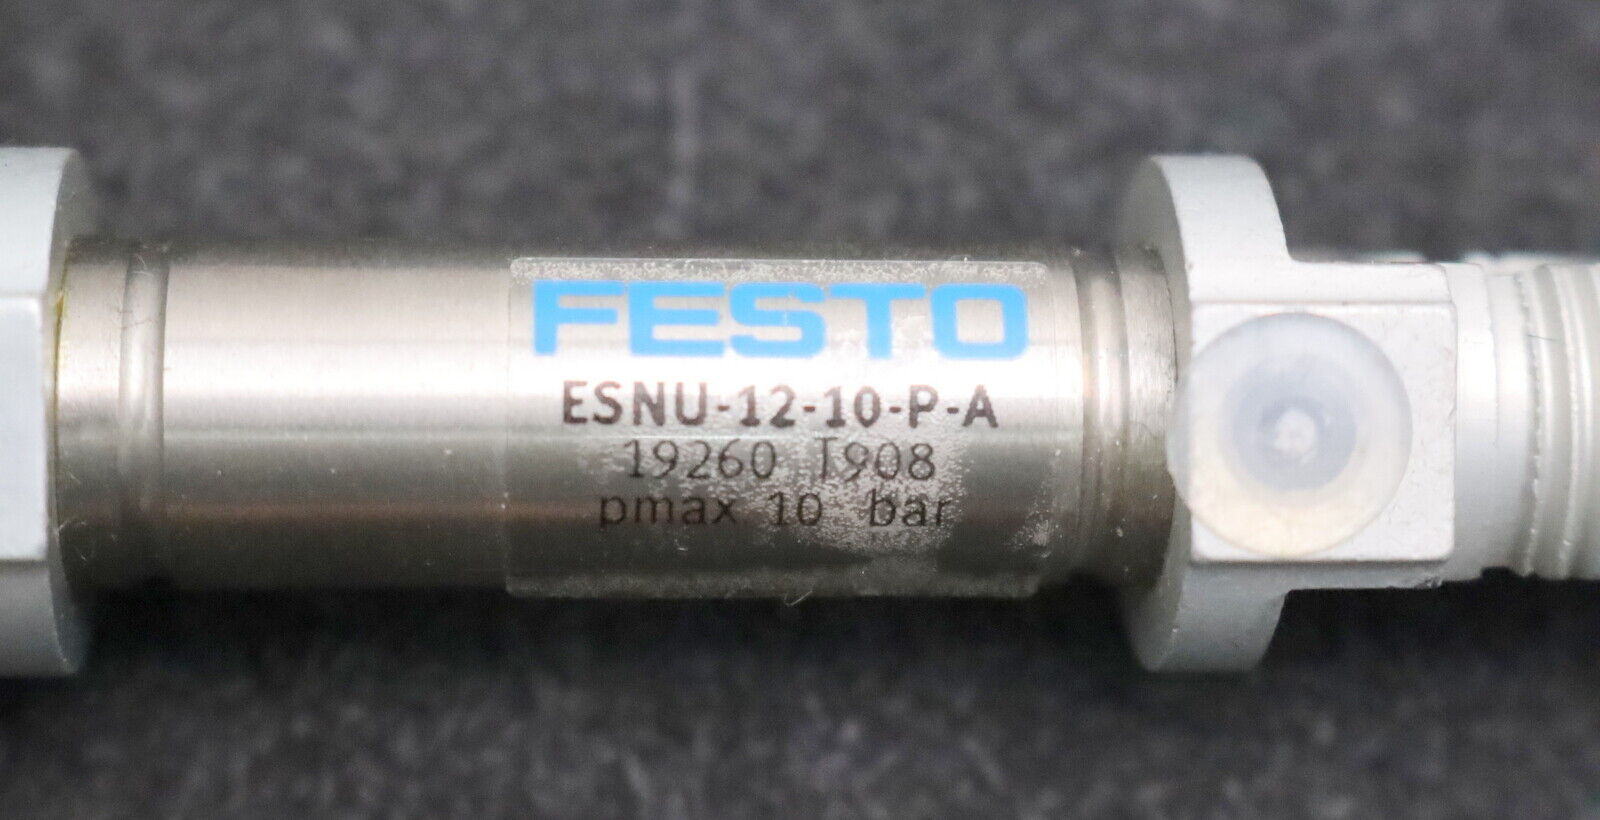 FESTO
ESNU-12-10-P-A
19260 T908
pmax 10 bar